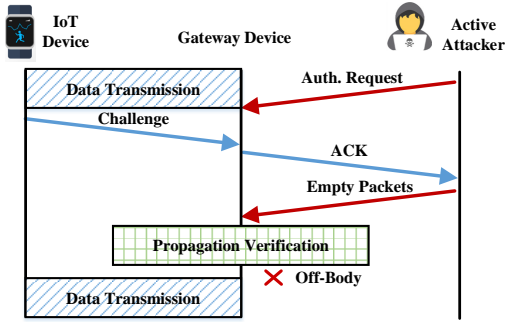 IoT
Device
Gateway Device
Active
Attacker
Data Transmission
Auth. Request
Challenge
ACK
Empty Packets
Propagation Verification
Off-Body
Data Transmission